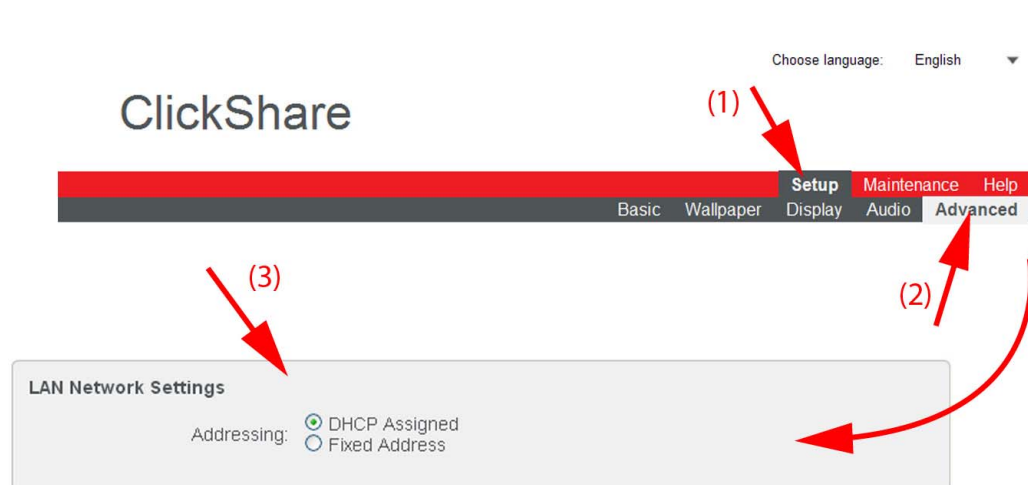 Choose language: English
ClickShare
(1)
Setup Maintenance Help
Basic Wallpaper Display Audio Advanced
(3)
(2)
LAN Network Settings
Addressing: DHCP Assigned
Fixed Address